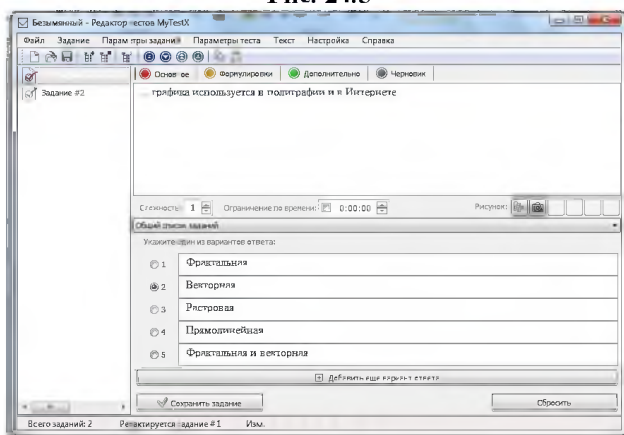 Рис. 24.3
Безымянный - Редактор тестов MyTestX
Файл Задание Параметры задания Параметры теста Текст Настройка Справка
Основное Формулировки Дополнительно Черновик
Задание #2
графика используется в полиграфии и в Интернете
Сложность: 1 Ограничение по времени: 0:00:00 Рисунок:
Общий список заданий
Укажите один из вариантов ответа:
1 Фрактальная
2 Векторная
3 Растровая
4 Прямолинейная
5 Фрактальная и векторная
Добавить еще вариант ответа
Сохранить задание Сбросить
Всего заданий: 2 Редактируется задание #1 Изм.